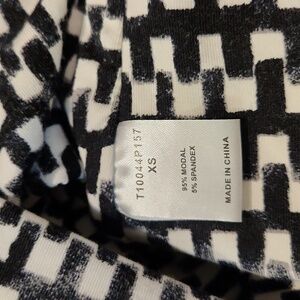 T10044P157
XS
95% MODAL
5% SPANDEX
MADE IN CHINA